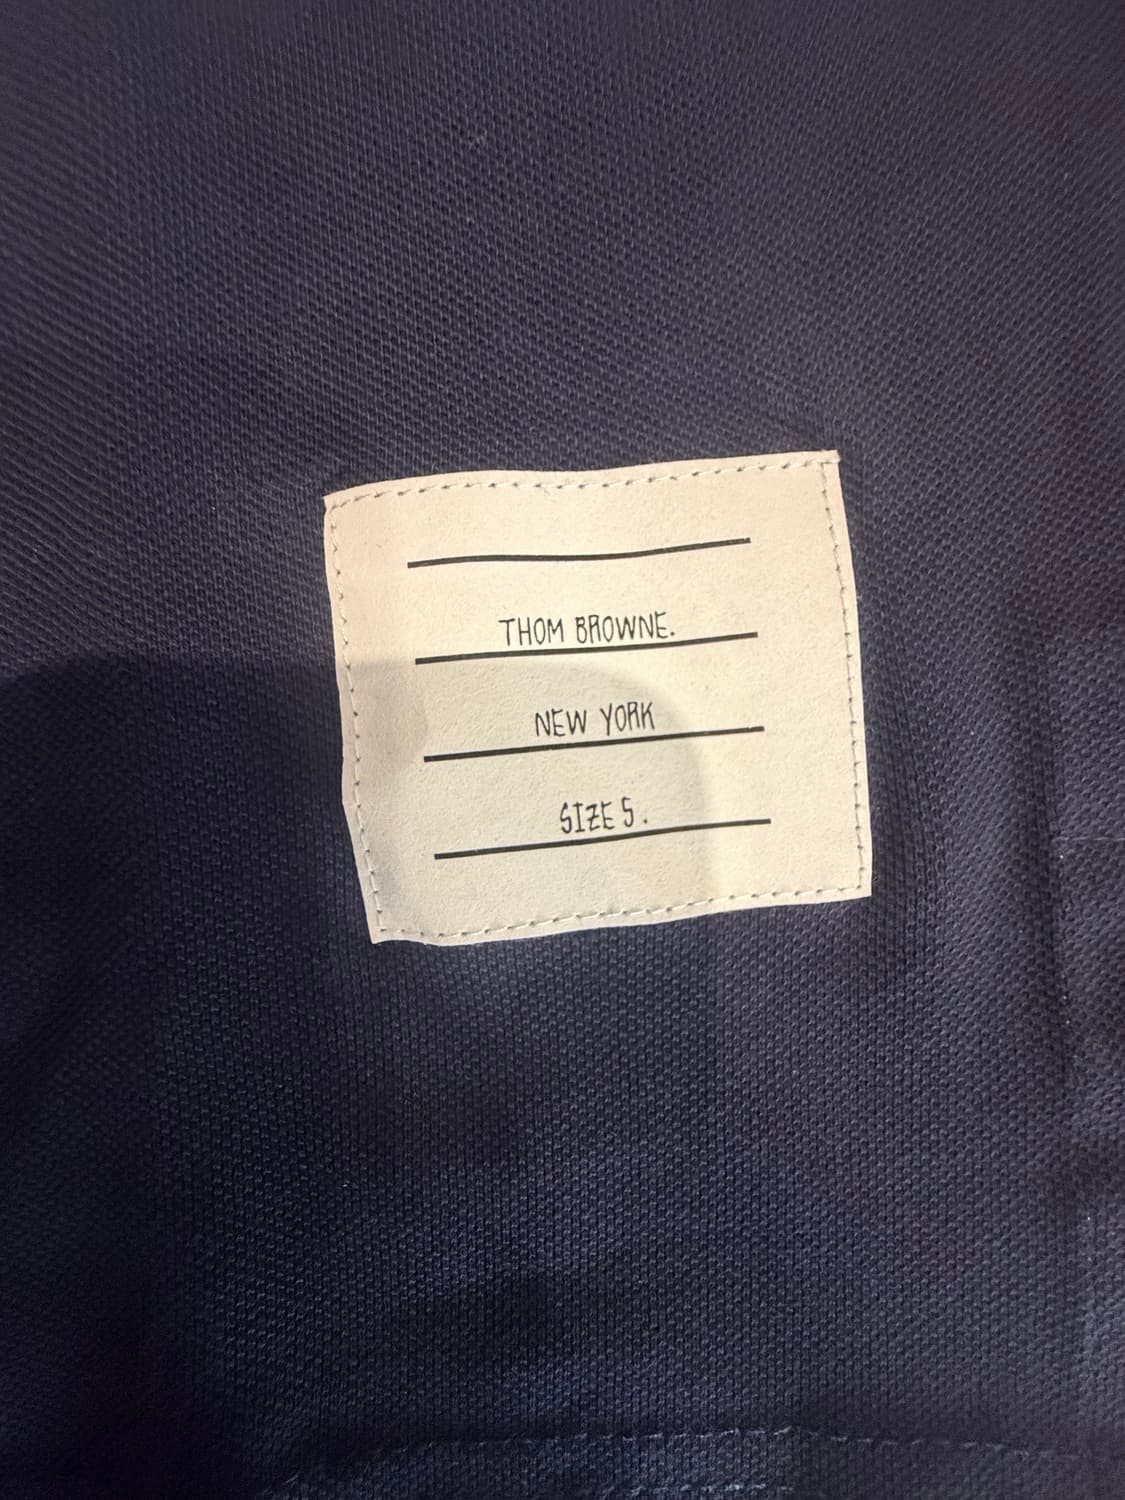 THOM BROWNE.
NEW YORK
SIZE 5.